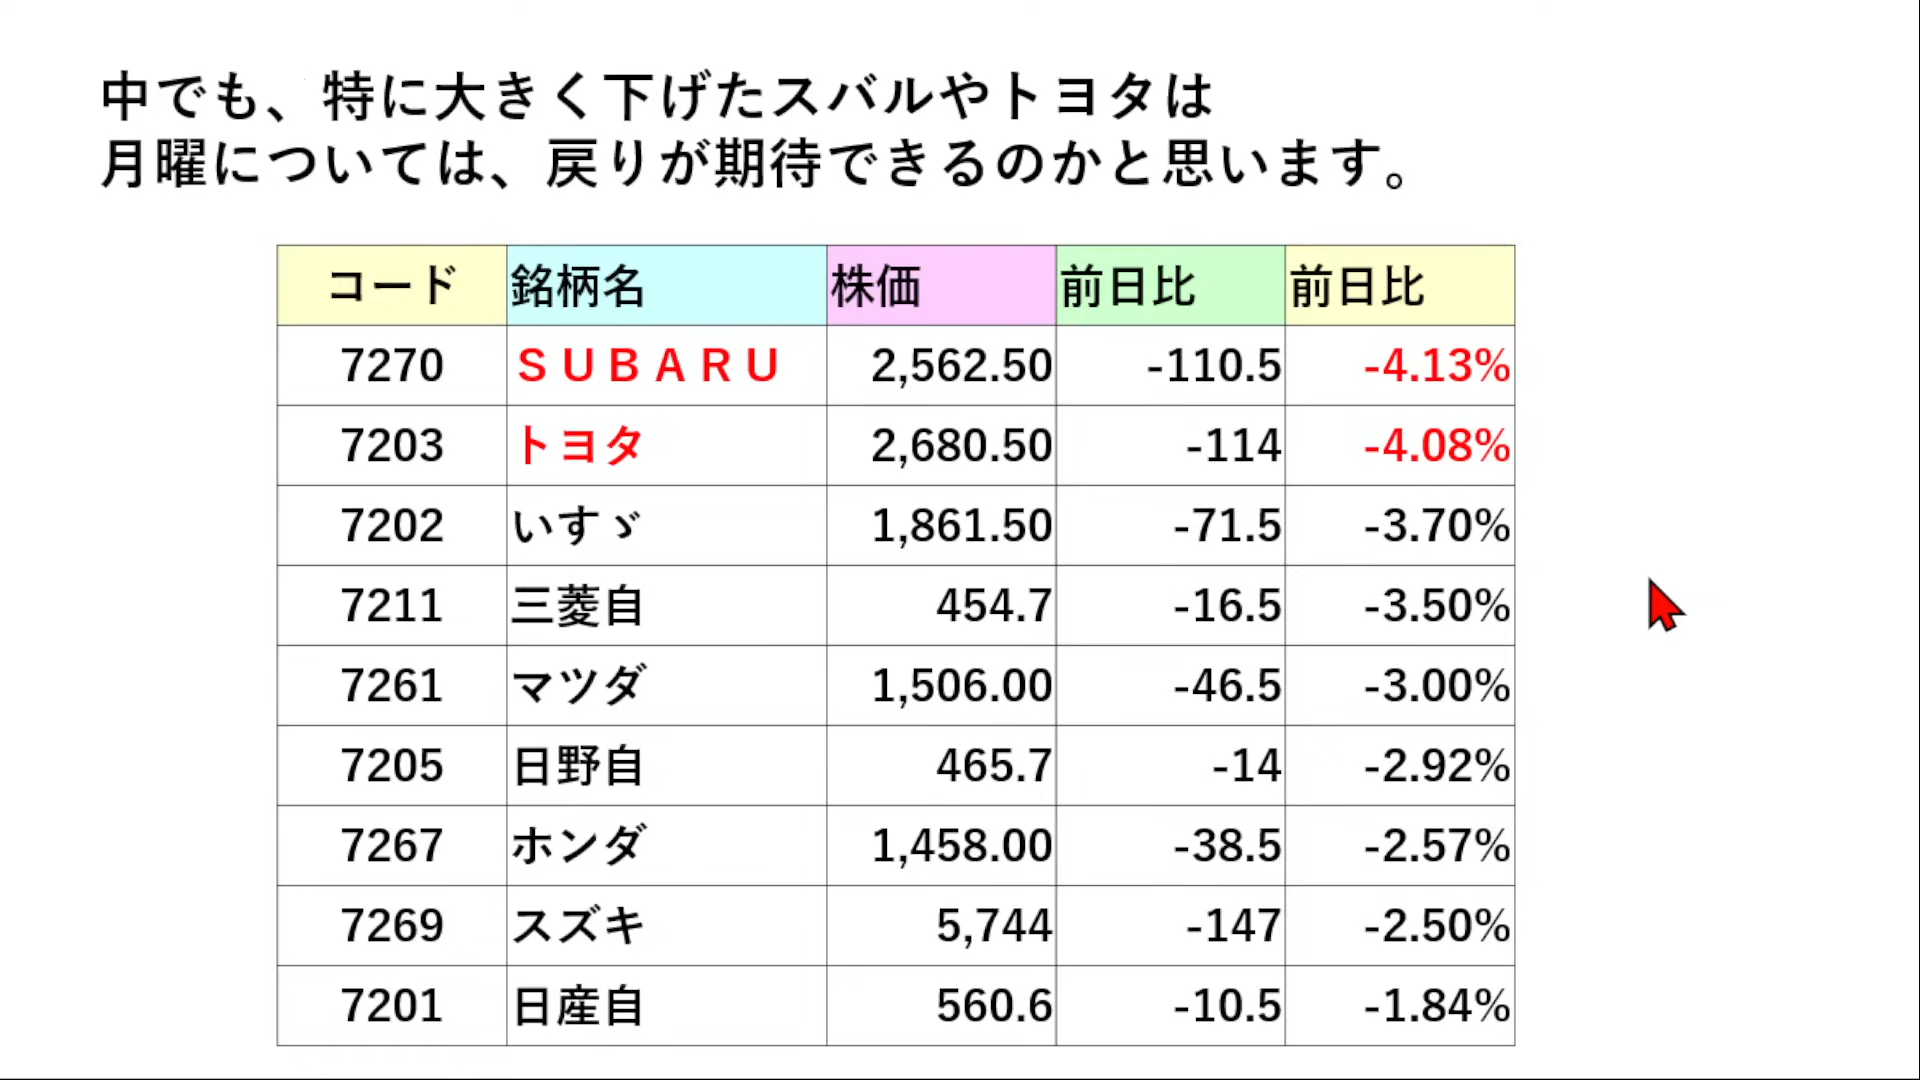 中でも、特に大きく下げたスバルやトヨタは
月曜については、戻りが期待できるのかと思います。
コード 銘柄名 株価 前日比 前日比
7270 ＳＵＢＡＲＵ 2,562.50 -110.5 -4.13%
7203 トヨタ 2,680.50 -114 -4.08%
7202 いすゞ 1,861.50 -71.5 -3.70%
7211 三菱自 454.7 -16.5 -3.50%
7261 マツダ 1,506.00 -46.5 -3.00%
7205 日野自 465.7 -14 -2.92%
7267 ホンダ 1,458.00 -38.5 -2.57%
7269 スズキ 5,744 -147 -2.50%
7201 日産自 560.6 -10.5 -1.84%